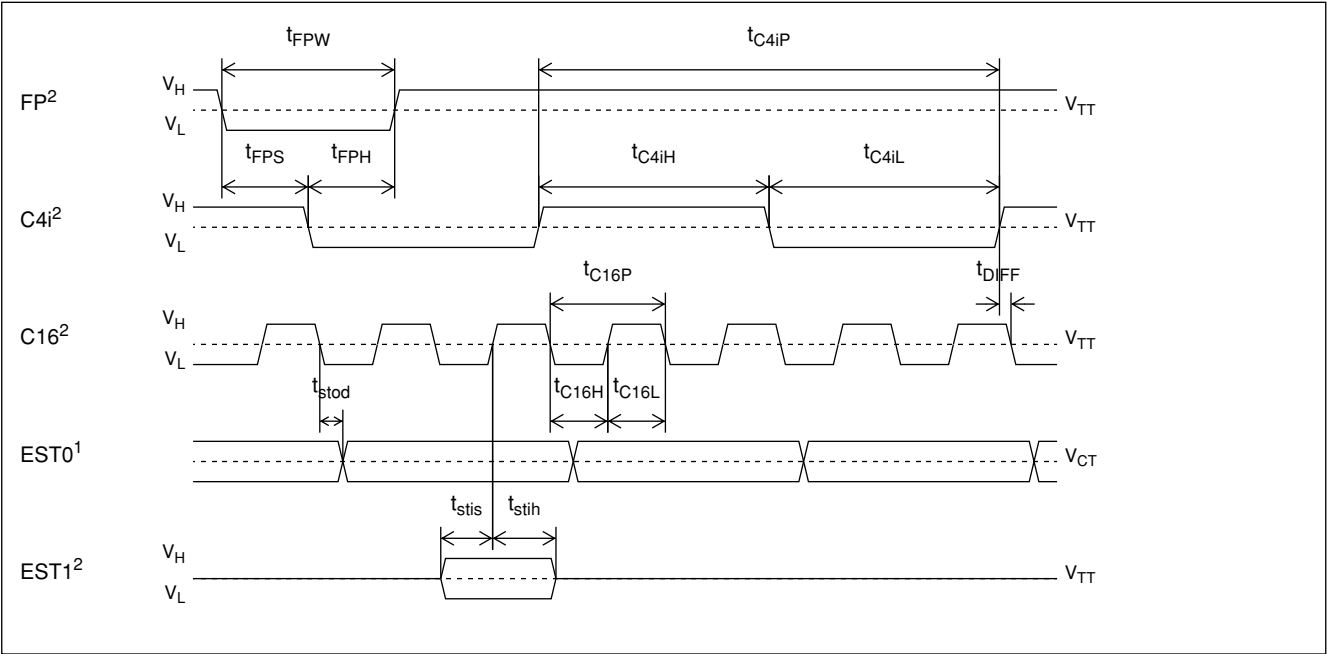 tFPW tC4iP
FP2 VH VL VTT
tFPS tFPH tC4iH tC4iL
C4i2 VH VL VTT
tC16P tDIFF
C162 VH VL VTT
tstod tC16H tC16L
EST01 VCT
tstis tstih
EST12 VH VL VTT